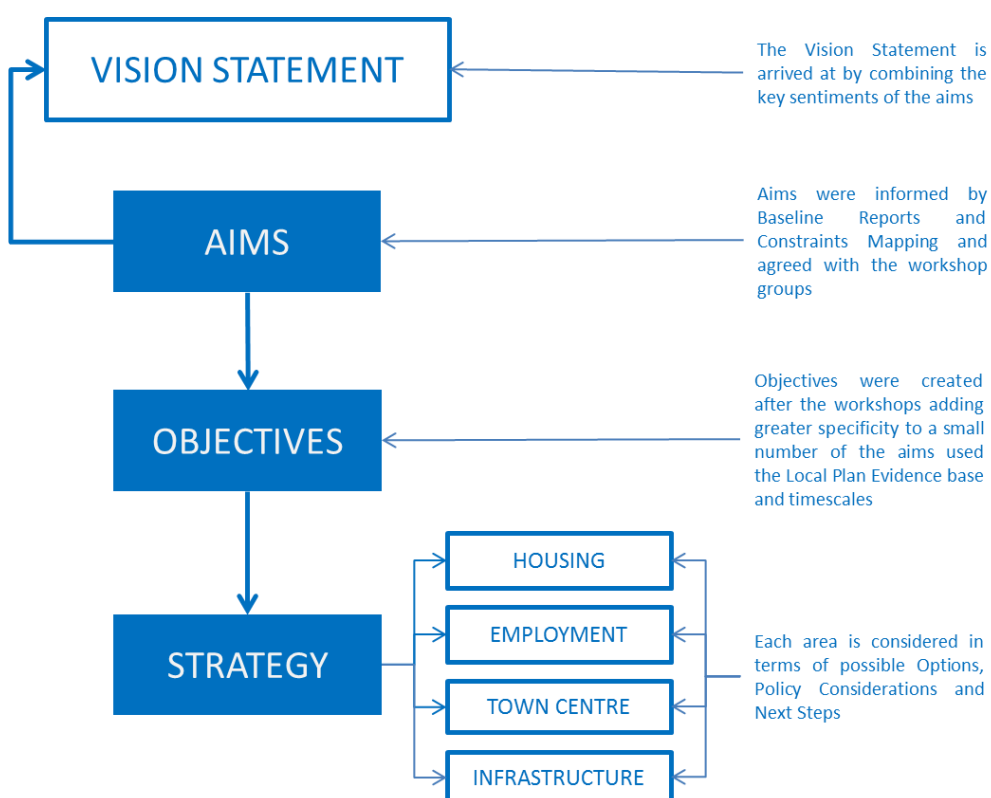 VISION STATEMENT
The Vision Statement is
arrived at by combining the
key sentiments of the aims
AIMS
Aims were informed by
Baseline Reports and
Constraints Mapping and
agreed with the workshop
groups
OBJECTIVES
Objectives were created
after the workshops adding
greater specificity to a small
number of the aims used
the Local Plan Evidence base
and timescales
STRATEGY
HOUSING
EMPLOYMENT
TOWN CENTRE
INFRASTRUCTURE
Each area is considered in
terms of possible Options,
Policy Considerations and
Next Steps